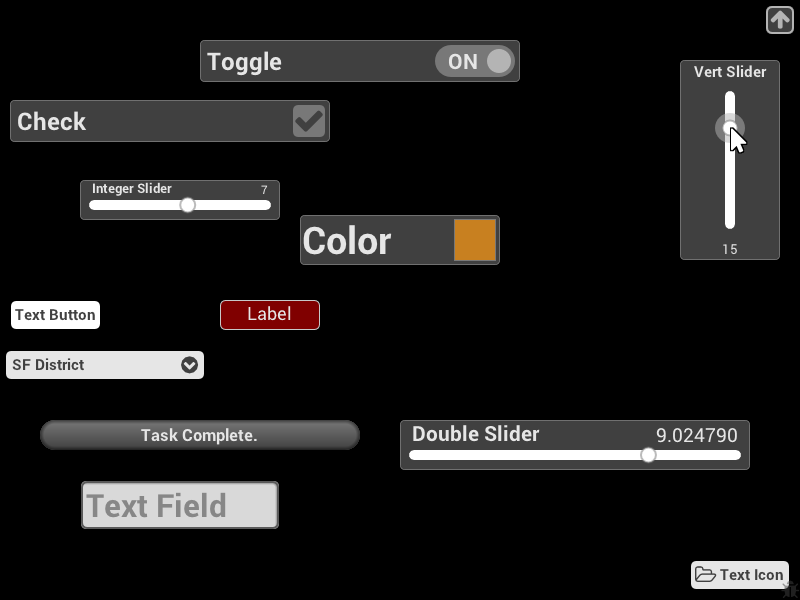 Toggle ON
Vert Slider
Check
Integer Slider 7
Color
15
Text Button
Label
SF District
Task Complete.
Double Slider 9.024790
Text Field
Text Icon